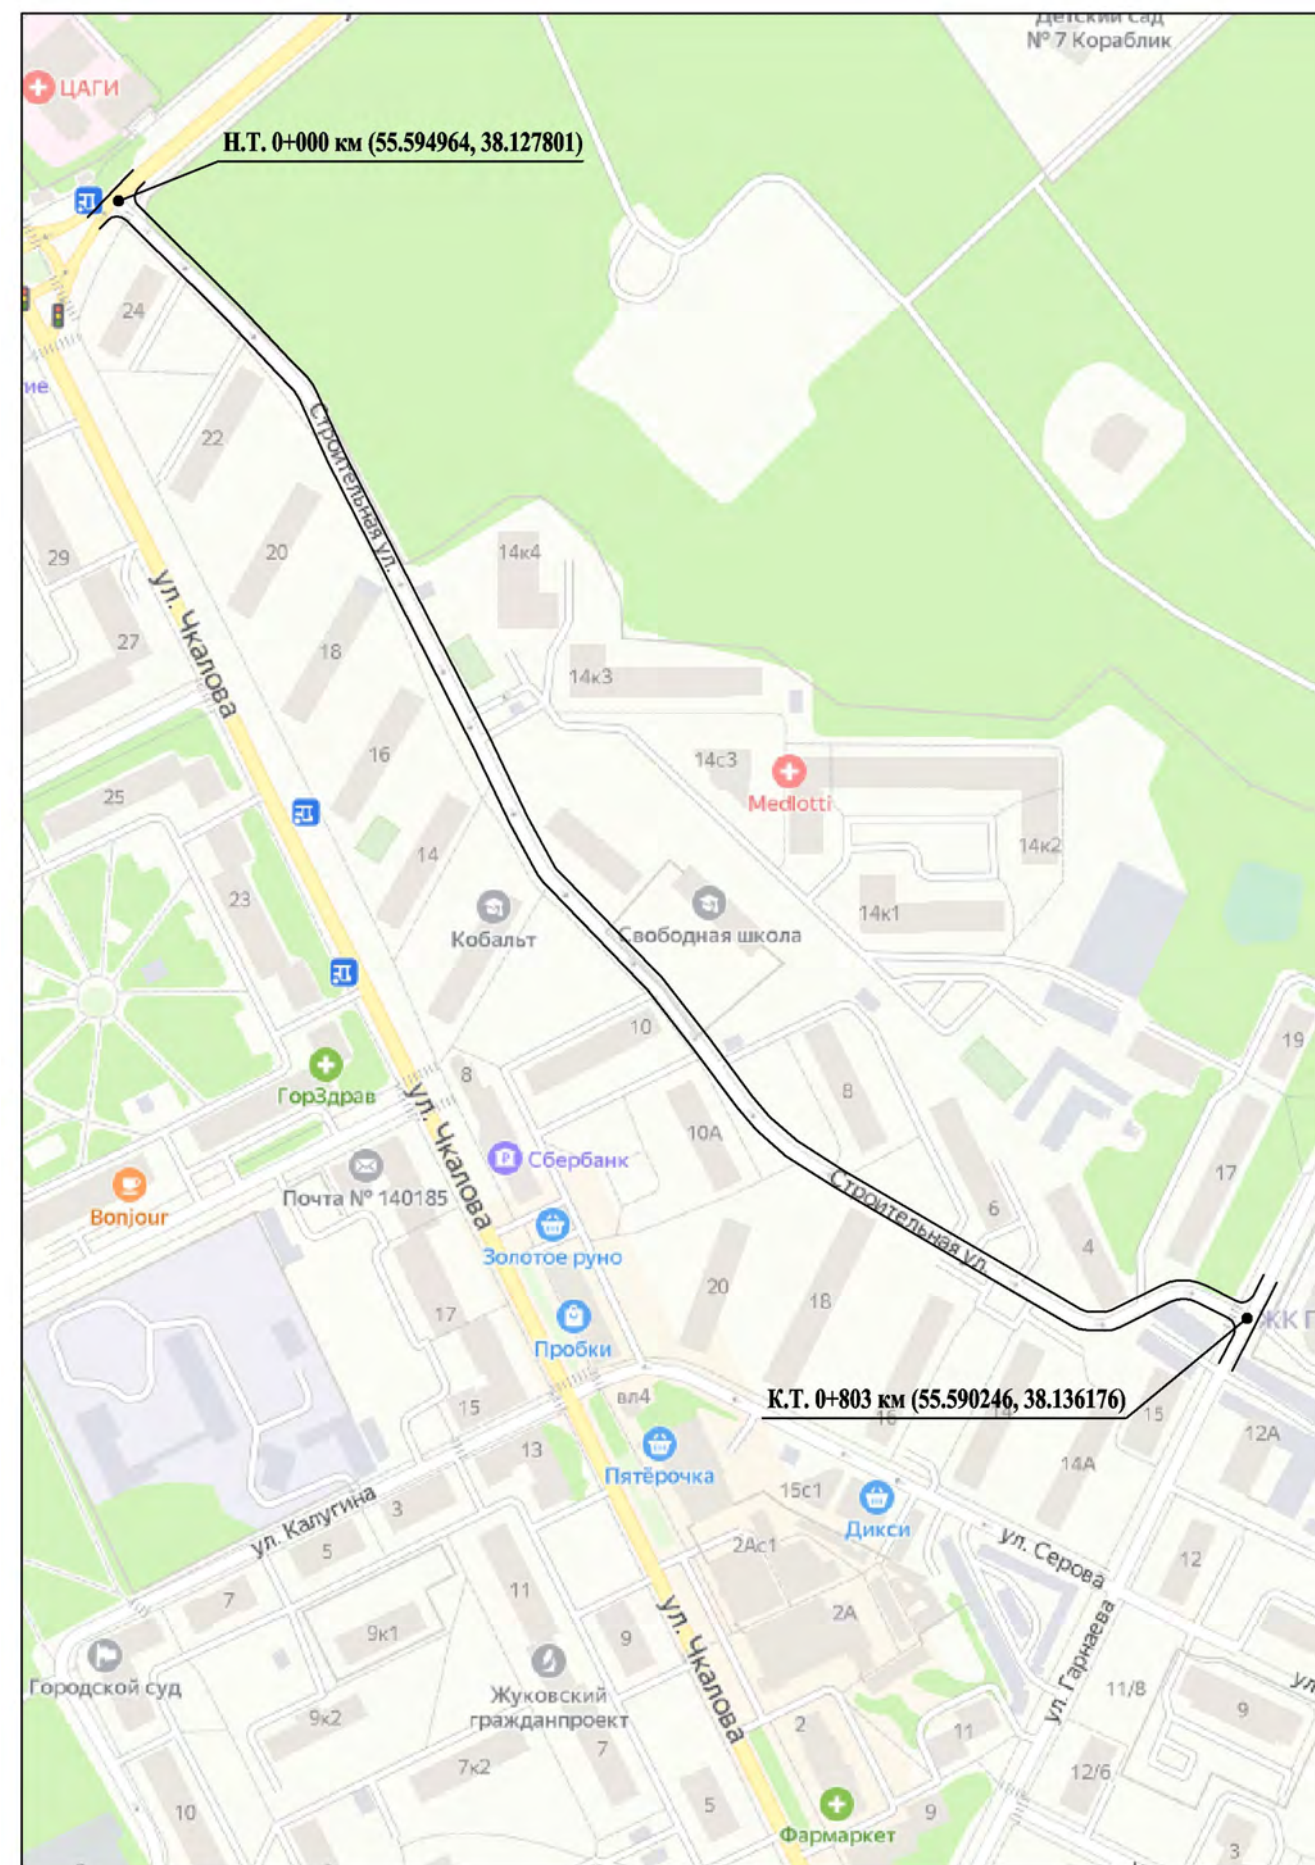 Детский сад
№ 7 Кораблик
ЦАГИ
Н.Т. 0+000 км (55.594964, 38.127801)
24
ие
22
Строительная ул.
20
29
14к4
ул. Чкалова
27
18
14к3
16
14с3
Medlotti
25
14
14к2
23
14к1
Кобальт
Свободная школа
10
19
8
8
ГорЗдрав
ул. Чкалова
10А
Сбербанк
17
Почта № 140185
Bonjour
6
Строительная ул.
4
Золотое руно
20
18
17
ЖК Г
Пробки
вл4
К.Т. 0+803 км (55.590246, 38.136176)
15
16
14
15
12А
13
Пятёрочка
14А
15с1
3
Дикси
ул. Калугина
5
2Ас1
ул. Серова
12
7
11
2А
9к1
9
ул. Чкалова
ул. Гарнаева
Городской суд
11/8
ул
9
Жуковский
гражданпроект
9к2
2
11
7
7к2
12/6
5
10
9
Фармаркет
3